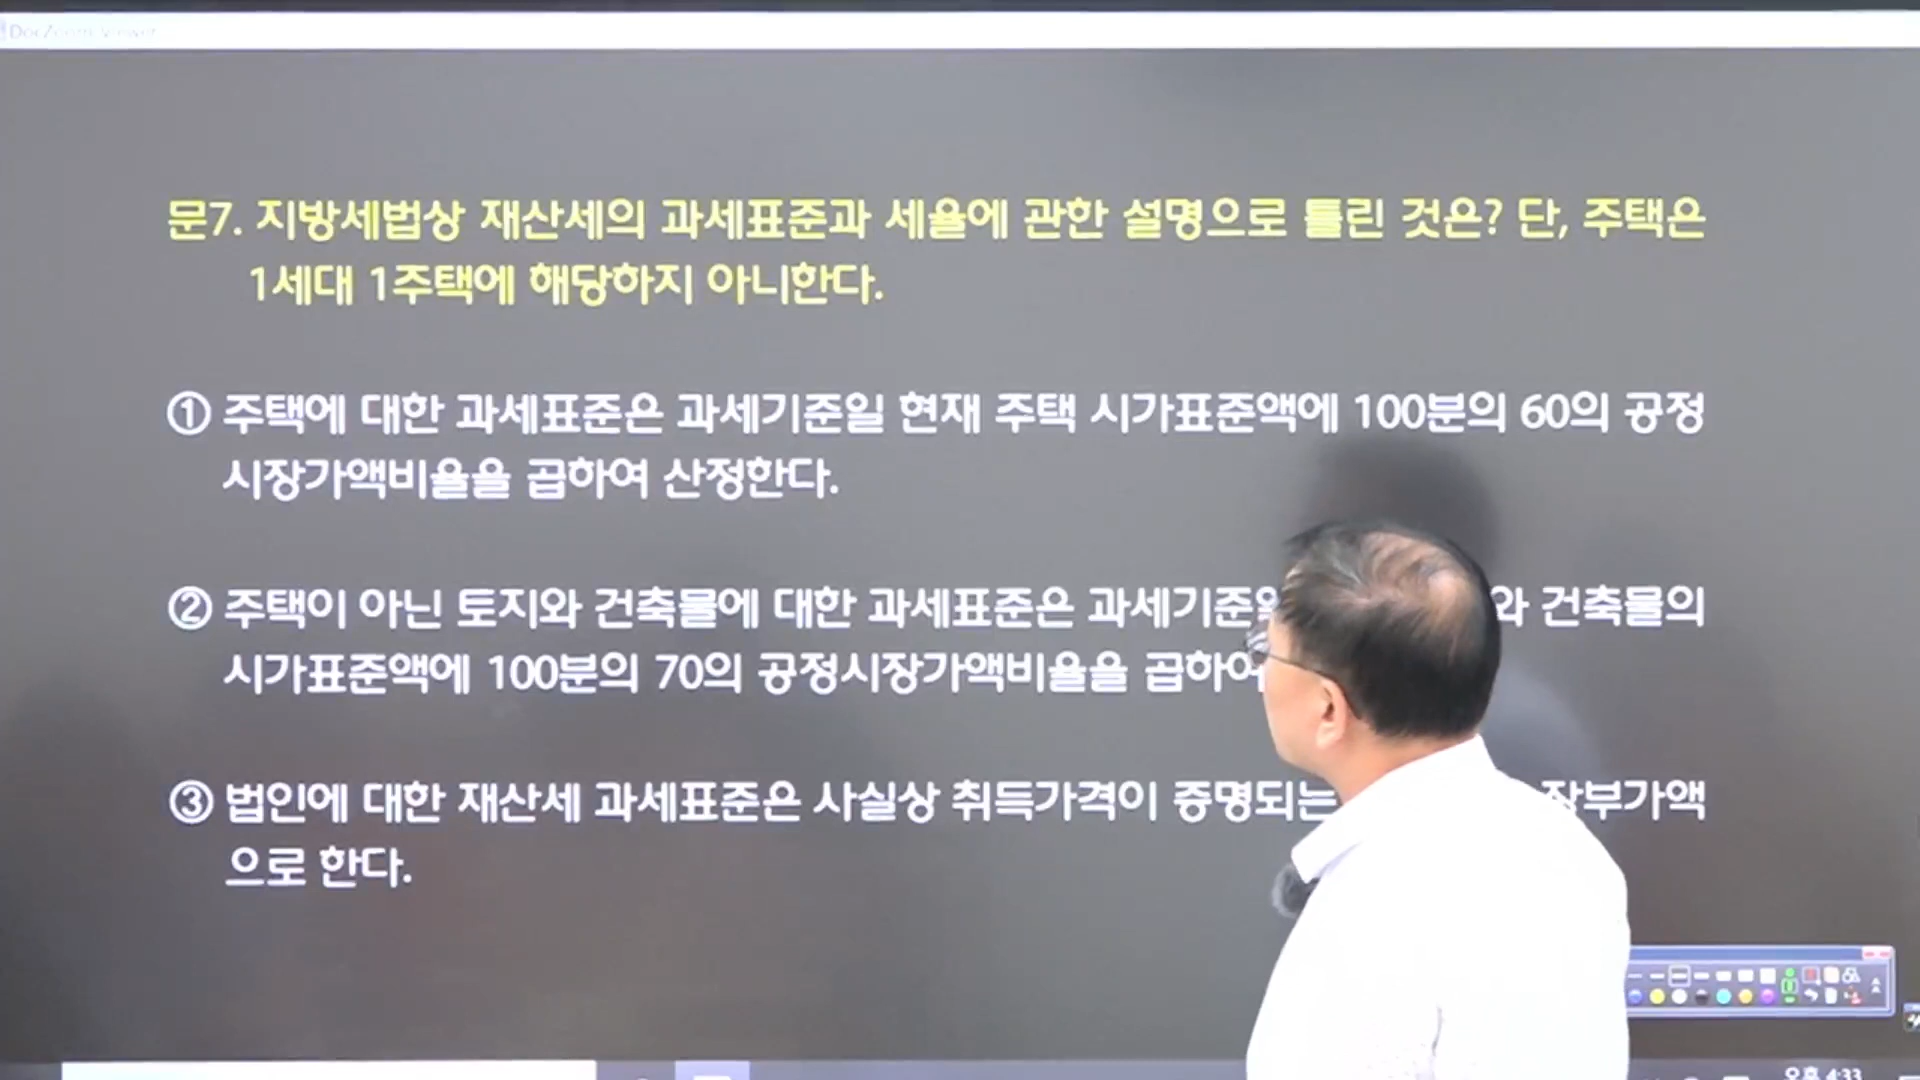 DocZoom Viewer
문7. 지방세법상 재산세의 과세표준과 세율에 관한 설명으로 틀린 것은? 단, 주택은
1세대 1주택에 해당하지 아니한다.
① 주택에 대한 과세표준은 과세기준일 현재 주택 시가표준액에 100분의 60의 공정
시장가액비율을 곱하여 산정한다.
② 주택이 아닌 토지와 건축물에 대한 과세표준은 과세기준일 와 건축물의
시가표준액에 100분의 70의 공정시장가액비율을 곱하여
③ 법인에 대한 재산세 과세표준은 사실상 취득가격이 증명되는 장부가액
으로 한다.
오후 4:33